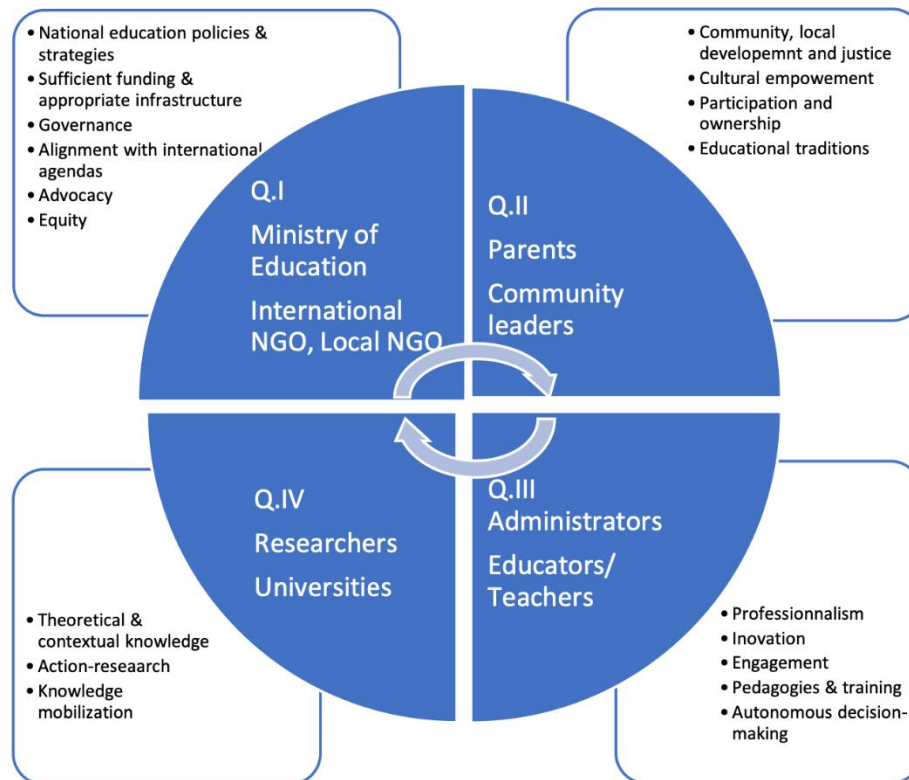 • National education policies &
strategies
• Sufficient funding &
appropriate infrastructure
• Governance
• Alignment with international
agendas
• Advocacy
• Equity
Q.I
Ministry of
Education
International
NGO, Local NGO
• Community, local
developemnt and justice
• Cultural empowement
• Participation and
ownership
• Educational traditions
Q.II
Parents
Community
leaders
Q.IV
Researchers
Universities
• Theoretical &
contextual knowledge
• Action-reseaarch
• Knowledge
mobilization
Q.III
Administrators
Educators/
Teachers
• Professionnalism
• Inovation
• Engagement
• Pedagogies & training
• Autonomous decision-
making